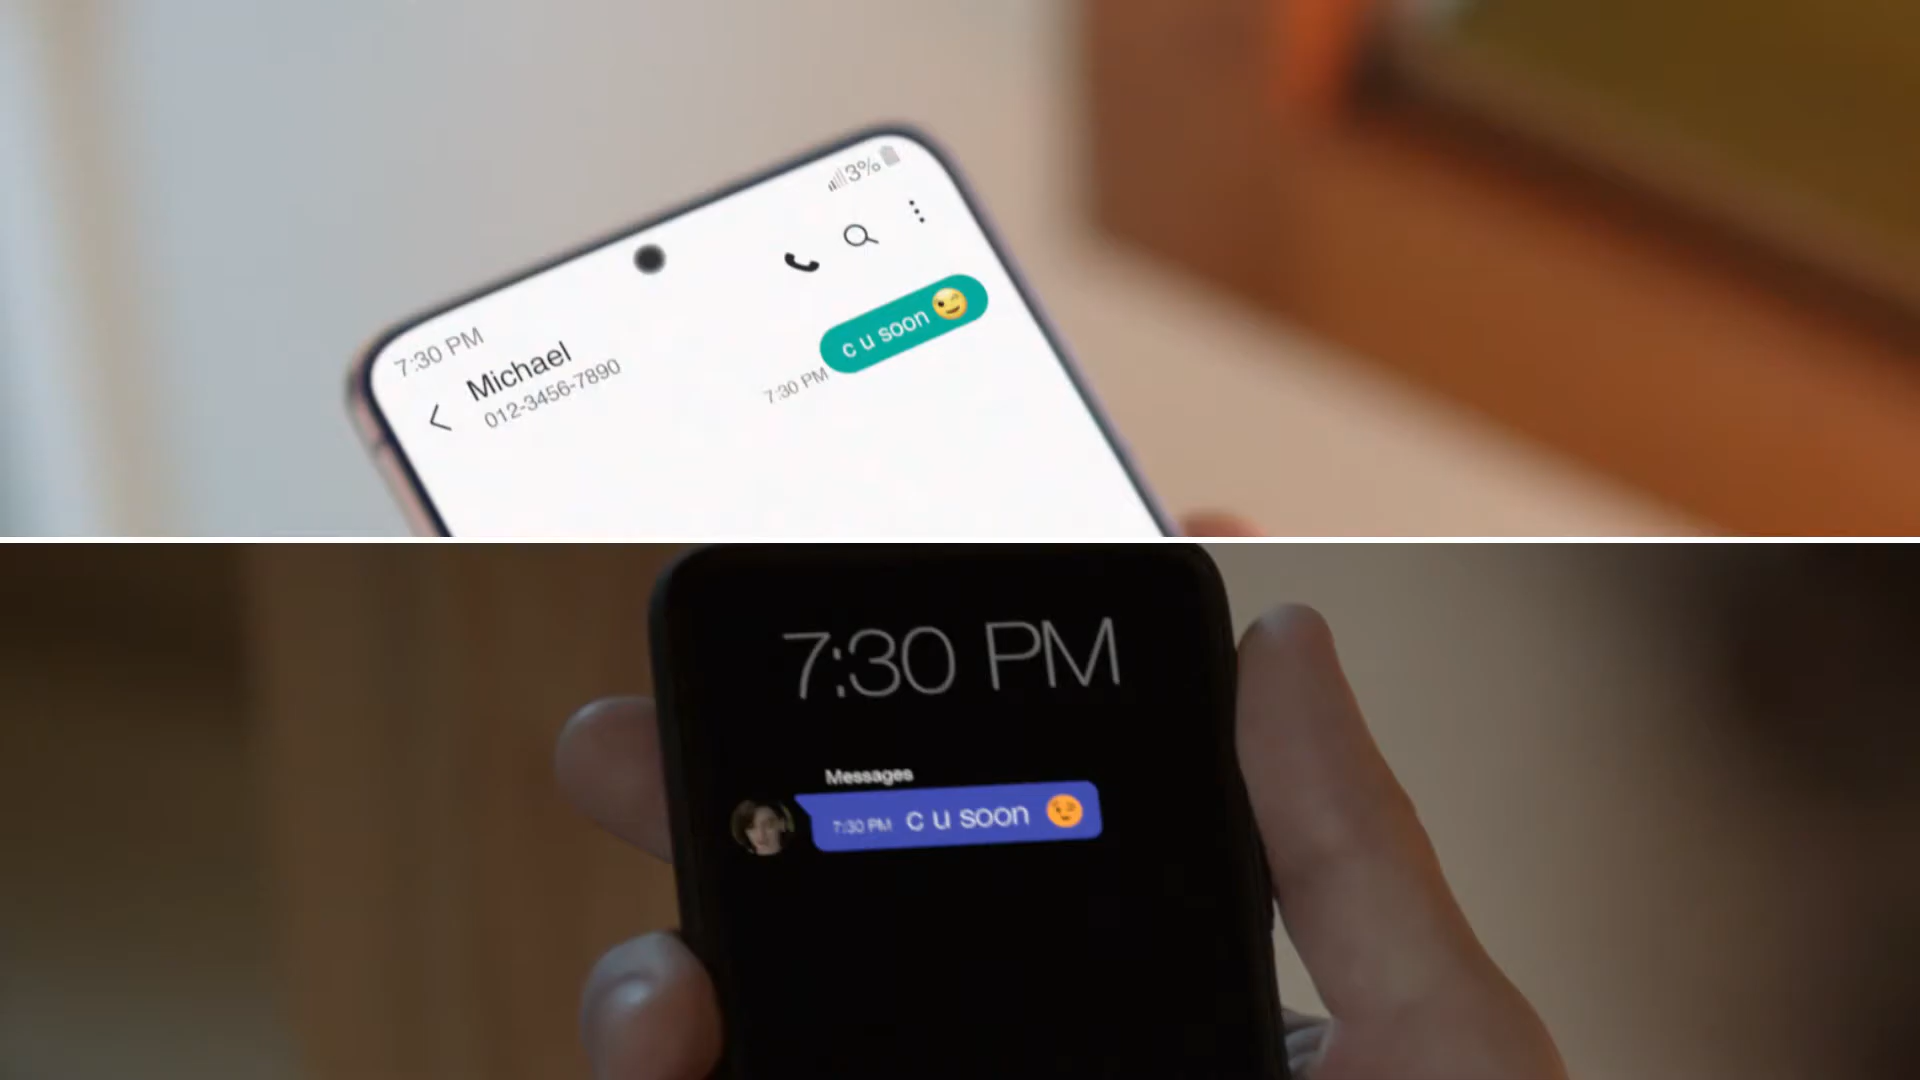 3%
7:30 PM
Michael
012-3456-7890
c u soon 😉
7:30 PM
7:30 PM
Messages
7:30 PM c u soon 😉